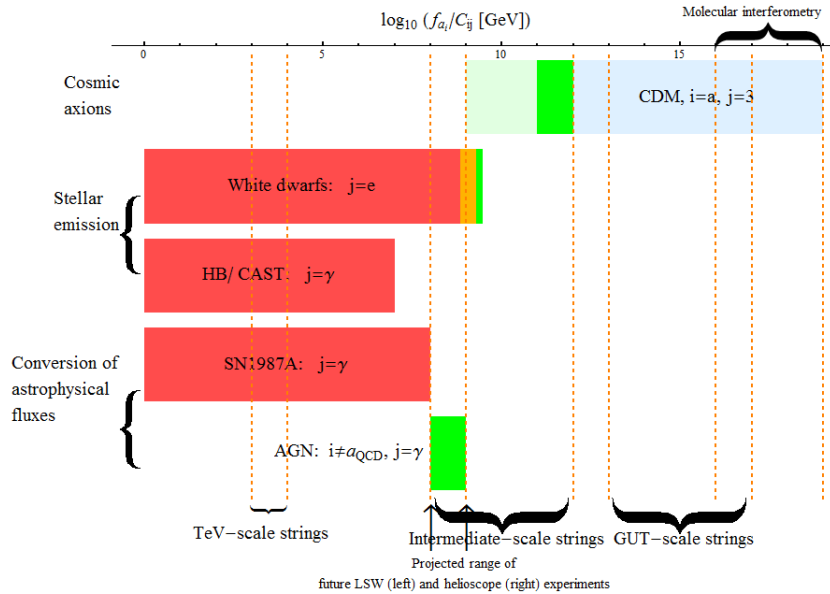 log10 (fai/Cij [GeV])
Molecular interferometry
0 5 10 15
Cosmic
axions
CDM, i=a, j=3
White dwarfs: j=e
Stellar
emission
HB/ CAST: j=γ
SN1987A: j=γ
Conversion of
astrophysical
fluxes
AGN: i≠aQCD, j=γ
TeV−scale strings
Intermediate−scale strings
GUT−scale strings
Projected range of
future LSW (left) and helioscope (right) experiments